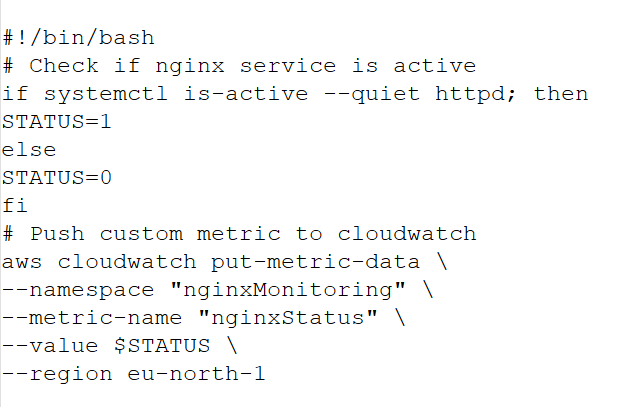 #!/bin/bash
# Check if nginx service is active
if systemctl is-active --quiet httpd; then
STATUS=1
else
STATUS=0
fi
# Push custom metric to cloudwatch
aws cloudwatch put-metric-data \
--namespace "nginxMonitoring" \
--metric-name "nginxStatus" \
--value $STATUS \
--region eu-north-1